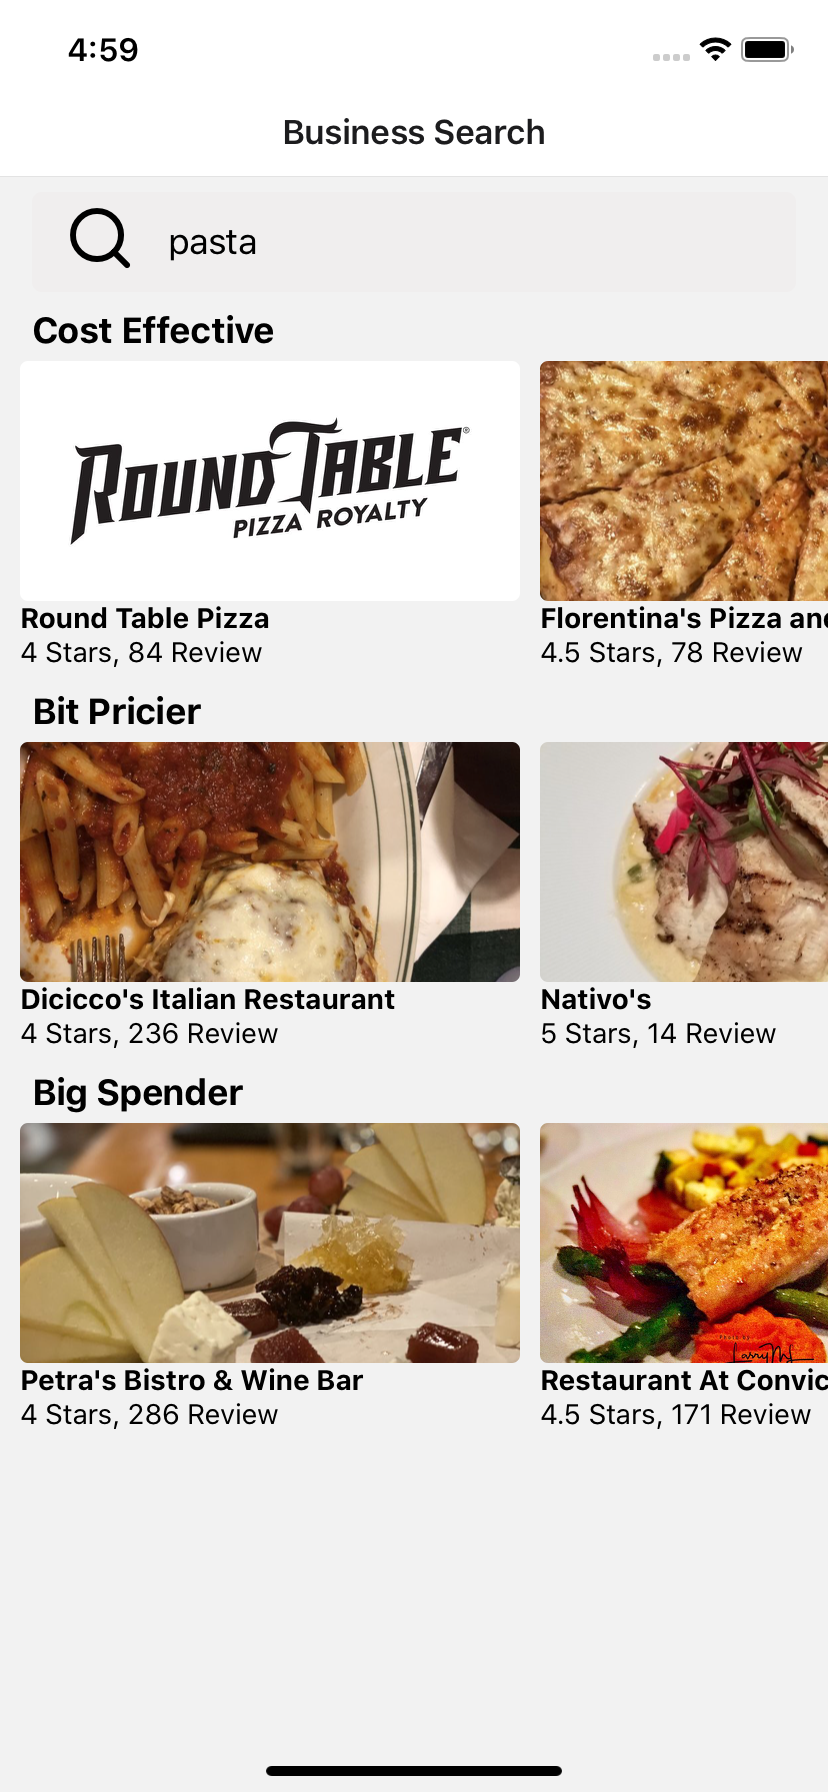 4:59
Business Search
pasta
Cost Effective
ROUND TABLE®
PIZZA ROYALTY
Round Table Pizza
4 Stars, 84 Review
Florentina's Pizza and
4.5 Stars, 78 Review
Bit Pricier
Dicicco's Italian Restaurant
4 Stars, 236 Review
Nativo's
5 Stars, 14 Review
Big Spender
Photo by
Petra's Bistro & Wine Bar
4 Stars, 286 Review
Restaurant At Convic
4.5 Stars, 171 Review